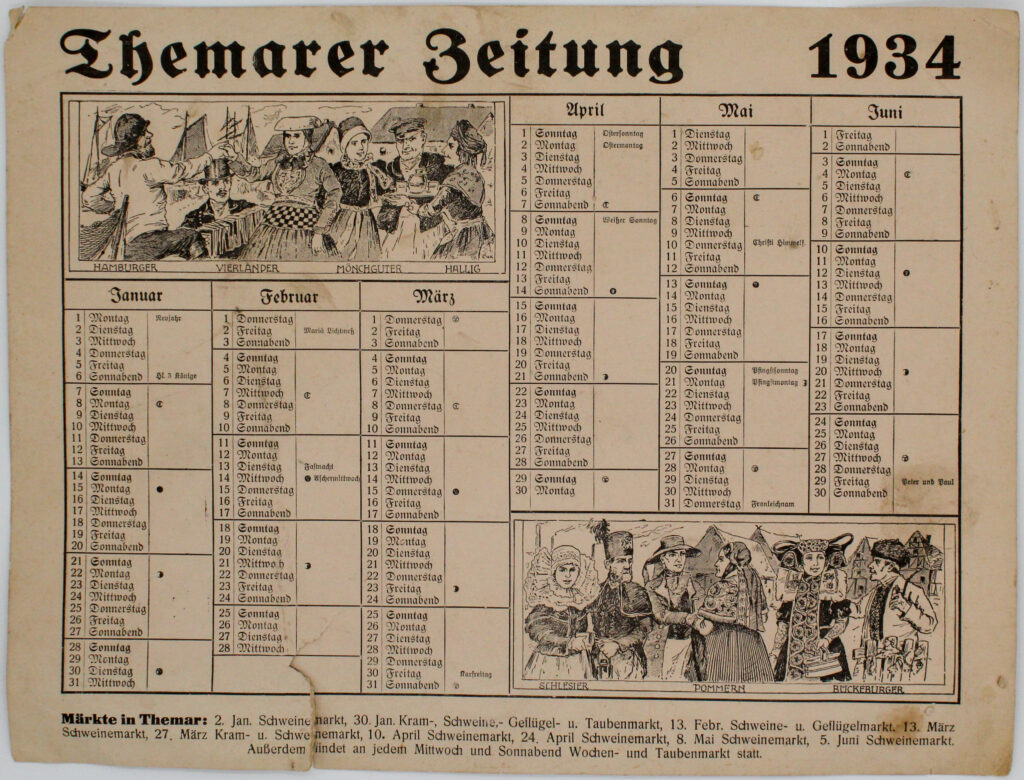 Themarer Zeitung 1934
HAMBURGER VIERLÄNDER MÖNCHGUTER HALLIG
Januar
1 Montag Neujahr
2 Dienstag
3 Mittwoch
4 Donnerstag
5 Freitag
6 Sonnabend Hl. 3 Könige
7 Sonntag
8 Montag
9 Dienstag
10 Mittwoch
11 Donnerstag
12 Freitag
13 Sonnabend
14 Sonntag
15 Montag
16 Dienstag
17 Mittwoch
18 Donnerstag
19 Freitag
20 Sonnabend
21 Sonntag
22 Montag
23 Dienstag
24 Mittwoch
25 Donnerstag
26 Freitag
27 Sonnabend
28 Sonntag
29 Montag
30 Dienstag
31 Mittwoch
Februar
1 Donnerstag
2 Freitag Mariä Lichtmeß
3 Sonnabend
4 Sonntag
5 Montag
6 Dienstag
7 Mittwoch
8 Donnerstag
9 Freitag
10 Sonnabend
11 Sonntag
12 Montag
13 Dienstag Fastnacht
14 Mittwoch Aschermittwoch
15 Donnerstag
16 Freitag
17 Sonnabend
18 Sonntag
19 Montag
20 Dienstag
21 Mittwoch
22 Donnerstag
23 Freitag
24 Sonnabend
25 Sonntag
26 Montag
27 Dienstag
28 Mittwoch
März
1 Donnerstag
2 Freitag
3 Sonnabend
4 Sonntag
5 Montag
6 Dienstag
7 Mittwoch
8 Donnerstag
9 Freitag
10 Sonnabend
11 Sonntag
12 Montag
13 Dienstag
14 Mittwoch
15 Donnerstag
16 Freitag
17 Sonnabend
18 Sonntag
19 Montag
20 Dienstag
21 Mittwoch
22 Donnerstag
23 Freitag
24 Sonnabend
25 Sonntag
26 Montag
27 Dienstag
28 Mittwoch
29 Donnerstag
30 Freitag Karfreitag
31 Sonnabend
April
1 Sonntag Ostersonntag
2 Montag Ostermontag
3 Dienstag
4 Mittwoch
5 Donnerstag
6 Freitag
7 Sonnabend
8 Sonntag Weißer Sonntag
9 Montag
10 Dienstag
11 Mittwoch
12 Donnerstag
13 Freitag
14 Sonnabend
15 Sonntag
16 Montag
17 Dienstag
18 Mittwoch
19 Donnerstag
20 Freitag
21 Sonnabend
22 Sonntag
23 Montag
24 Dienstag
25 Mittwoch
26 Donnerstag
27 Freitag
28 Sonnabend
29 Sonntag
30 Montag
Mai
1 Dienstag
2 Mittwoch
3 Donnerstag
4 Freitag
5 Sonnabend
6 Sonntag
7 Montag
8 Dienstag
9 Mittwoch
10 Donnerstag Christi Himmelf.
11 Freitag
12 Sonnabend
13 Sonntag
14 Montag
15 Dienstag
16 Mittwoch
17 Donnerstag
18 Freitag
19 Sonnabend
20 Sonntag Pfingstsonntag
21 Montag Pfingstmontag
22 Dienstag
23 Mittwoch
24 Donnerstag
25 Freitag
26 Sonnabend
27 Sonntag
28 Montag
29 Dienstag
30 Mittwoch
31 Donnerstag Fronleichnam
Juni
1 Freitag
2 Sonnabend
3 Sonntag
4 Montag
5 Dienstag
6 Mittwoch
7 Donnerstag
8 Freitag
9 Sonnabend
10 Sonntag
11 Montag
12 Dienstag
13 Mittwoch
14 Donnerstag
15 Freitag
16 Sonnabend
17 Sonntag
18 Montag
19 Dienstag
20 Mittwoch
21 Donnerstag
22 Freitag
23 Sonnabend
24 Sonntag
25 Montag
26 Dienstag
27 Mittwoch
28 Donnerstag
29 Freitag Peter und Paul
30 Sonnabend
SCHLESIER POMMERN BÜCKEBURGER
Märkte in Themar: 2. Jan. Schweinemarkt, 30. Jan. Kram-, Schweine,- Geflügel- u. Taubenmarkt, 13. Febr. Schweine- u. Geflügelmarkt, 13. März
Schweinemarkt, 27. März Kram- u. Schweinemarkt, 10. April Schweinemarkt, 24. April Schweinemarkt, 8. Mai Schweinemarkt, 5. Juni Schweinemarkt.
Außerdem findet an jedem Mittwoch und Sonnabend Wochen- und Taubenmarkt statt.